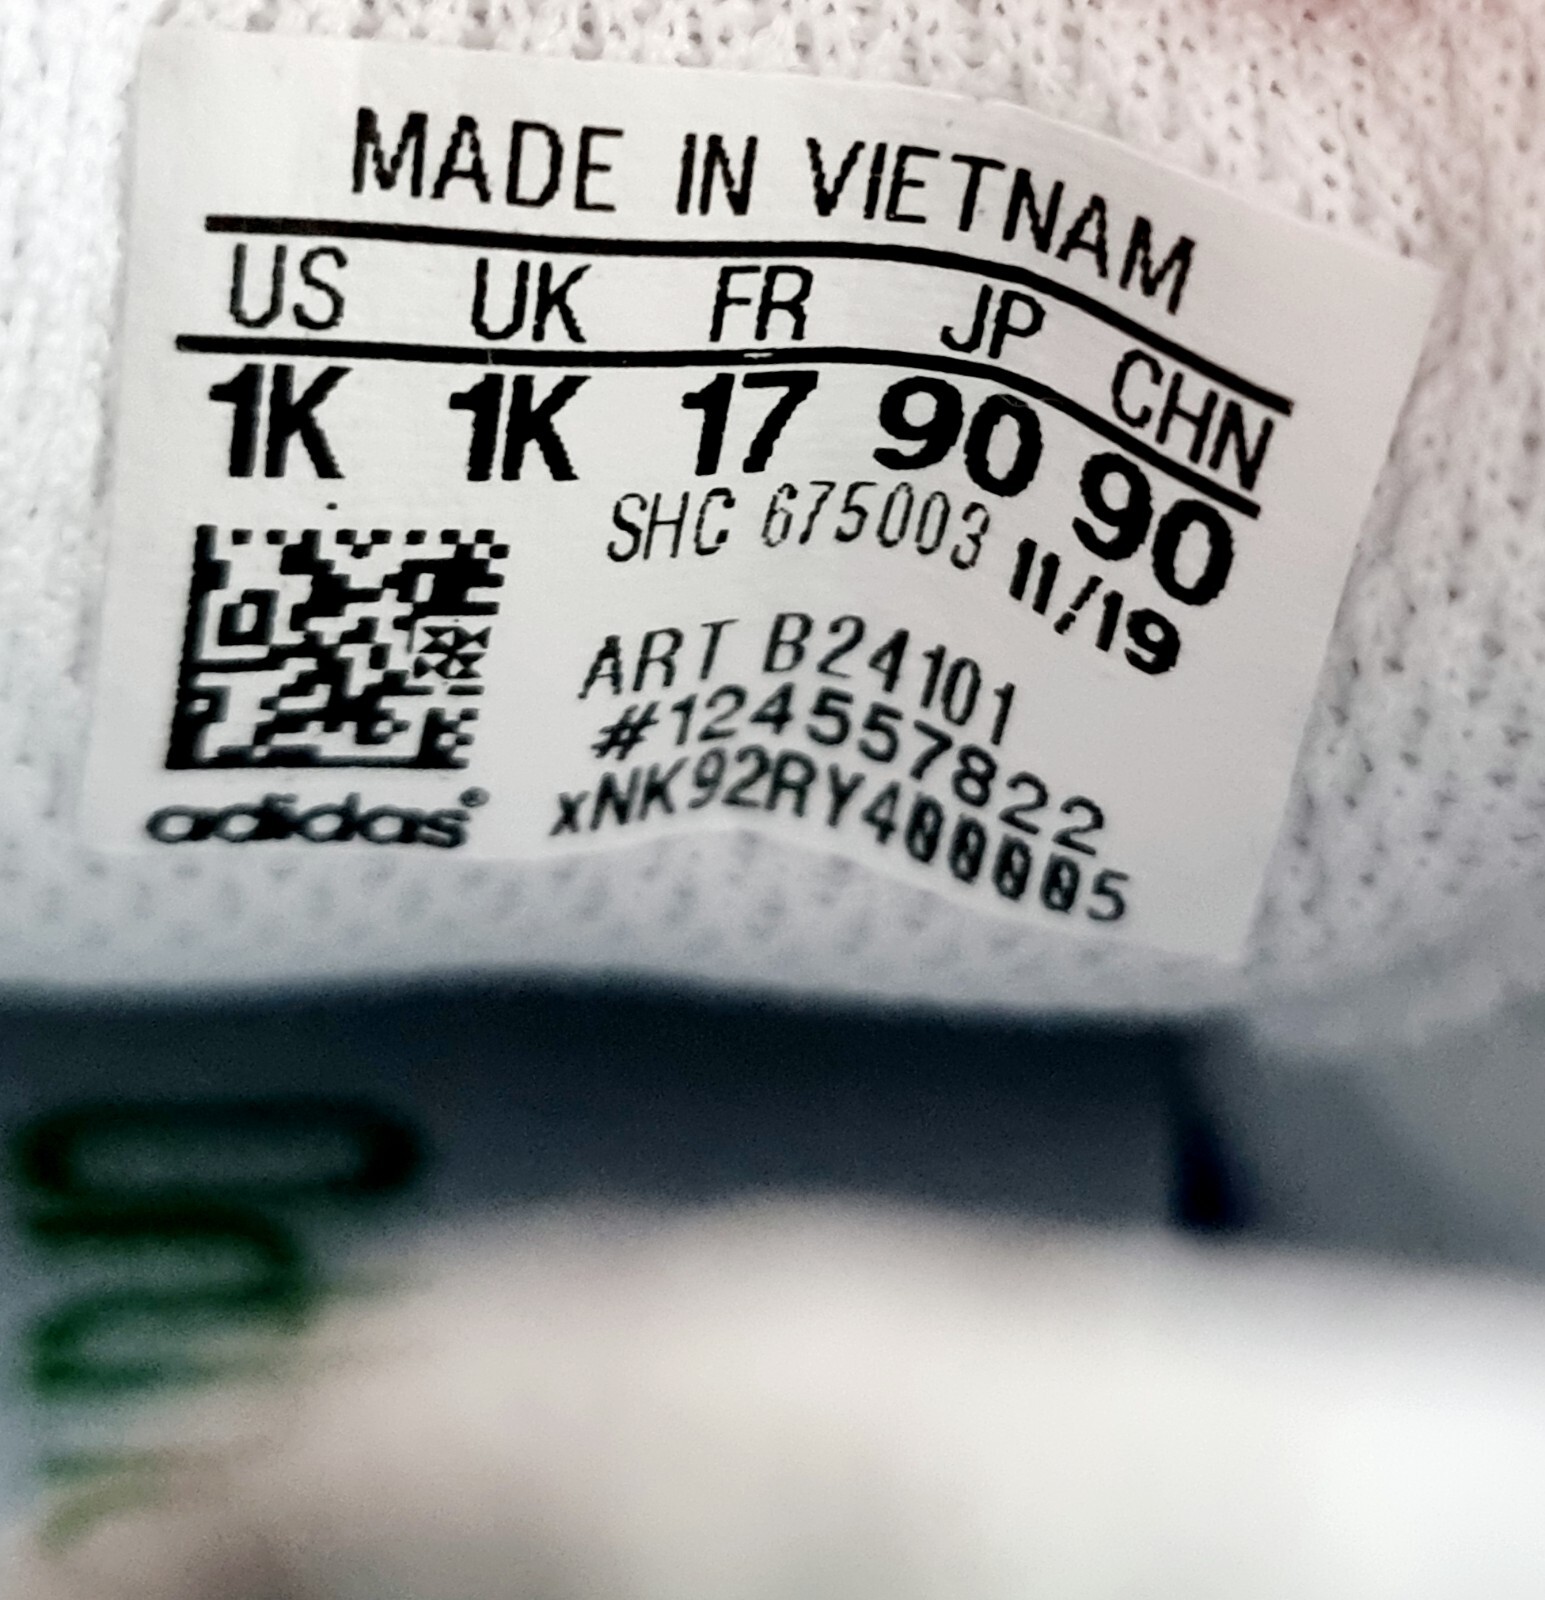 MADE IN VIETNAM
US UK FR JP CHN
1K 1K 17 90 90
SHC 675003 11/19
ART B24101
#124557822
xNK92RY400005
adidas®